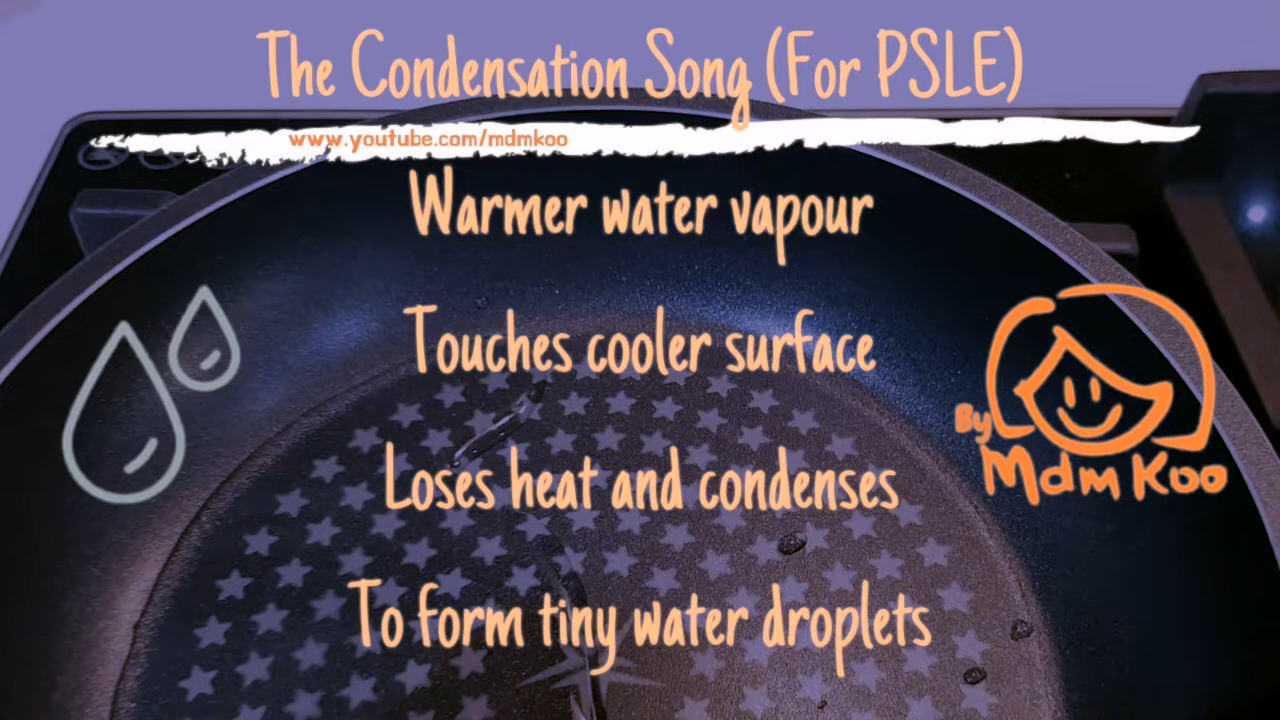 The Condensation Song (For PSLE)
www.youtube.com/mdmkoo
Warmer water vapour
Touches cooler surface
Loses heat and condenses
To form tiny water droplets
By
Mdm Koo